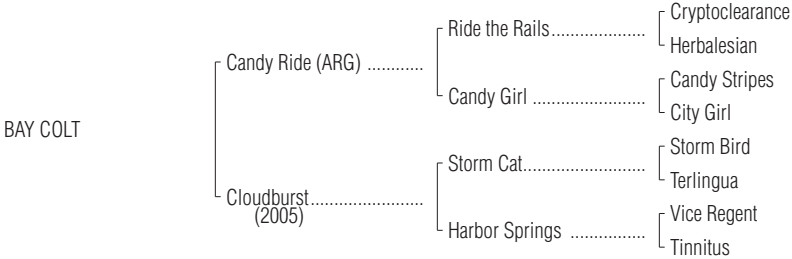 Cryptoclearance
Ride the Rails.....................
Herbalesian
Candy Ride (ARG) ............
Candy Stripes
Candy Girl .........................
City Girl
BAY COLT
Storm Bird
Storm Cat...........................
Terlingua
Cloudburst.........................
(2005)
Vice Regent
Harbor Springs ................
Tinnitus